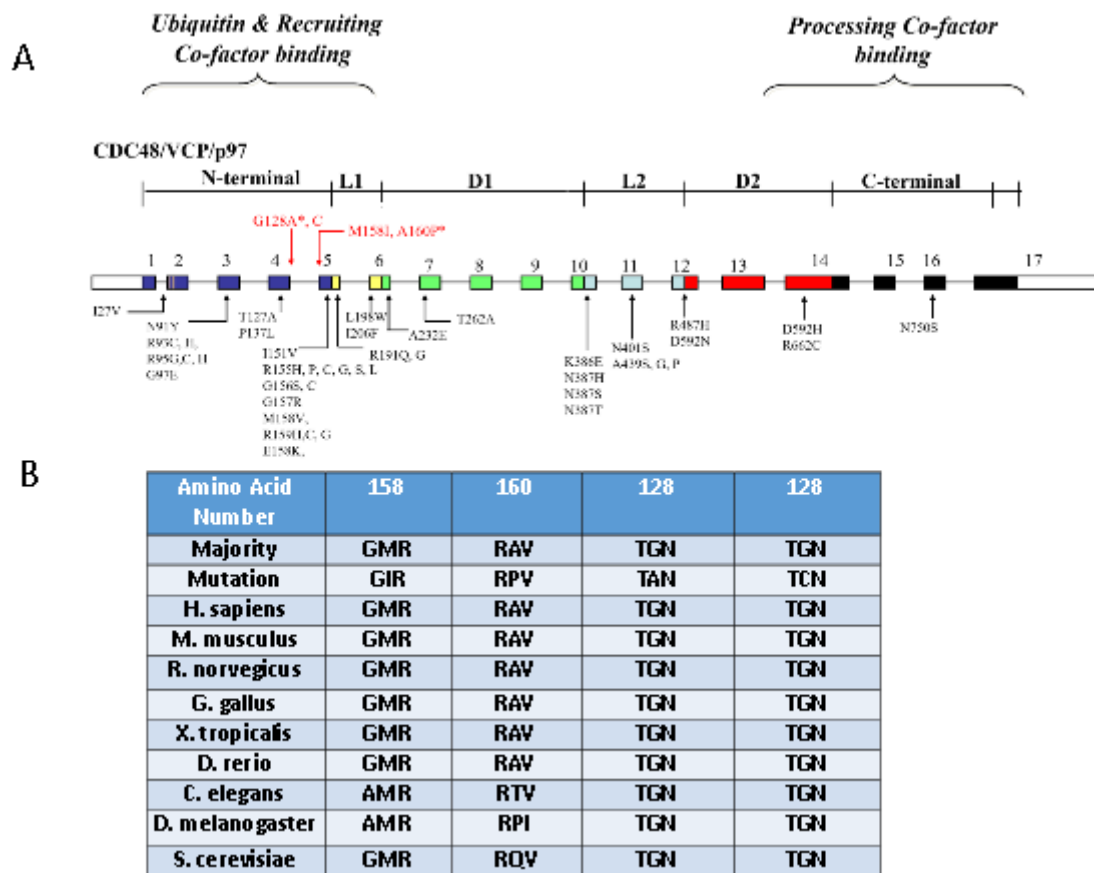 A
Ubiquitin & Recruiting
Co-factor binding
Processing Co-factor
binding
CDC48/VCP/p97
N-terminal L1 D1 L2 D2 C-terminal
G128A*, C
M158I, A160P*
1 2 3 4 5 6 7 8 9 10 11 12 13 14 15 16 17
I27V
N91Y
R93C, H,
R95G,C, H
G97E
T127A
P137L
I151V
R155H, P, C, G, S, L
G156S, C
G157R
M158V,
R159H,C, G
E158K,
R191Q, G
L198W
I206F
A232E
T262A
K386E
N387H
N387S
N387T
N401S
A439S, G, P
R487H
D592N
D592H
R662C
N750S
B
Amino Acid Number 158 160 128 128
Majority GMR RAV TGN TGN
Mutation GIR RPV TAN TCN
H. sapiens GMR RAV TGN TGN
M. musculus GMR RAV TGN TGN
R. norvegicus GMR RAV TGN TGN
G. gallus GMR RAV TGN TGN
X. tropicalis GMR RAV TGN TGN
D. rerio GMR RAV TGN TGN
C. elegans AMR RTV TGN TGN
D. melanogaster AMR RPI TGN TGN
S. cerevisiae GMR RQV TGN TGN